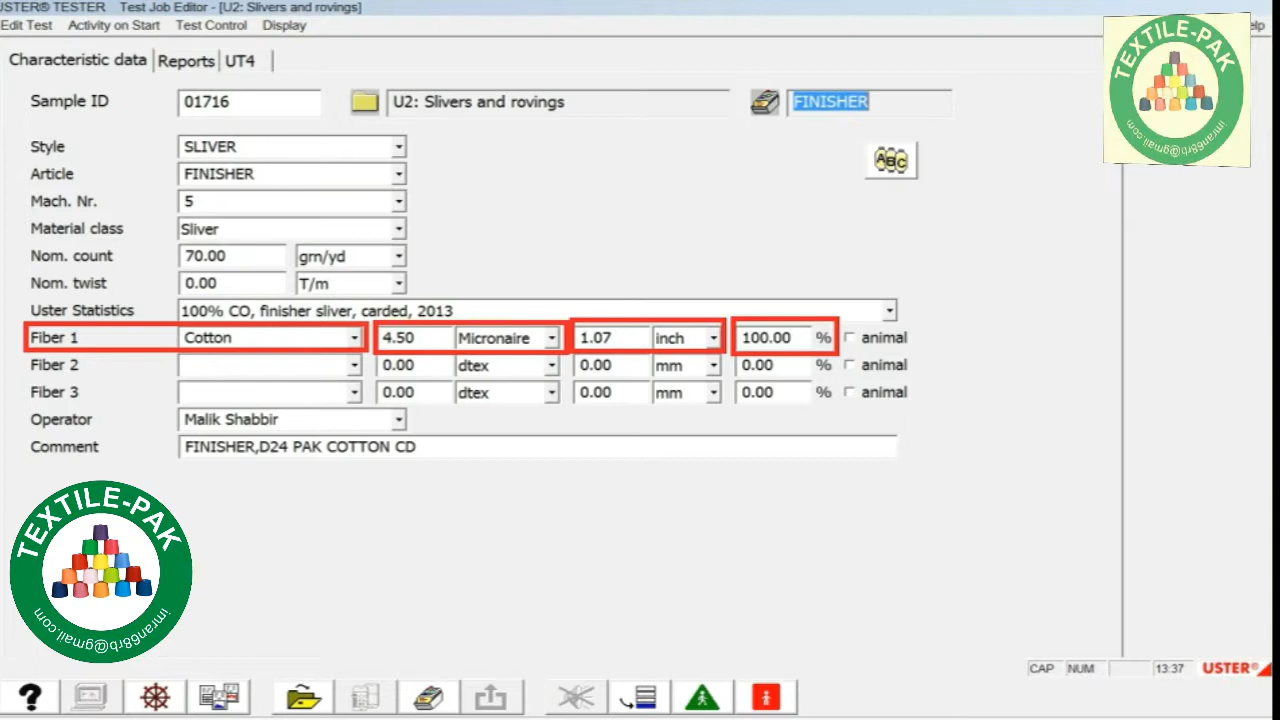 USTER® TESTER Test Job Editor - [U2: Slivers and rovings]
Edit Test Activity on Start Test Control Display elp
Characteristic data Reports UT4
Sample ID 01716 U2: Slivers and rovings FINISHER
Style SLIVER
ABC
Article FINISHER
Mach. Nr. 5
Material class Sliver
Nom. count 70.00 grn/yd
Nom. twist 0.00 T/m
Uster Statistics 100% CO, finisher sliver, carded, 2013
Fiber 1 Cotton 4.50 Micronaire 1.07 inch 100.00 % animal
Fiber 2 0.00 dtex 0.00 mm 0.00 % animal
Fiber 3 0.00 dtex 0.00 mm 0.00 % animal
Operator Malik Shabbir
Comment FINISHER,D24 PAK COTTON CD
TEXTILE-PAK
imran68rb@gmail.com
TEXTILE-PAK
imran68rb@gmail.com
CAP NUM 13:37 USTER®
?